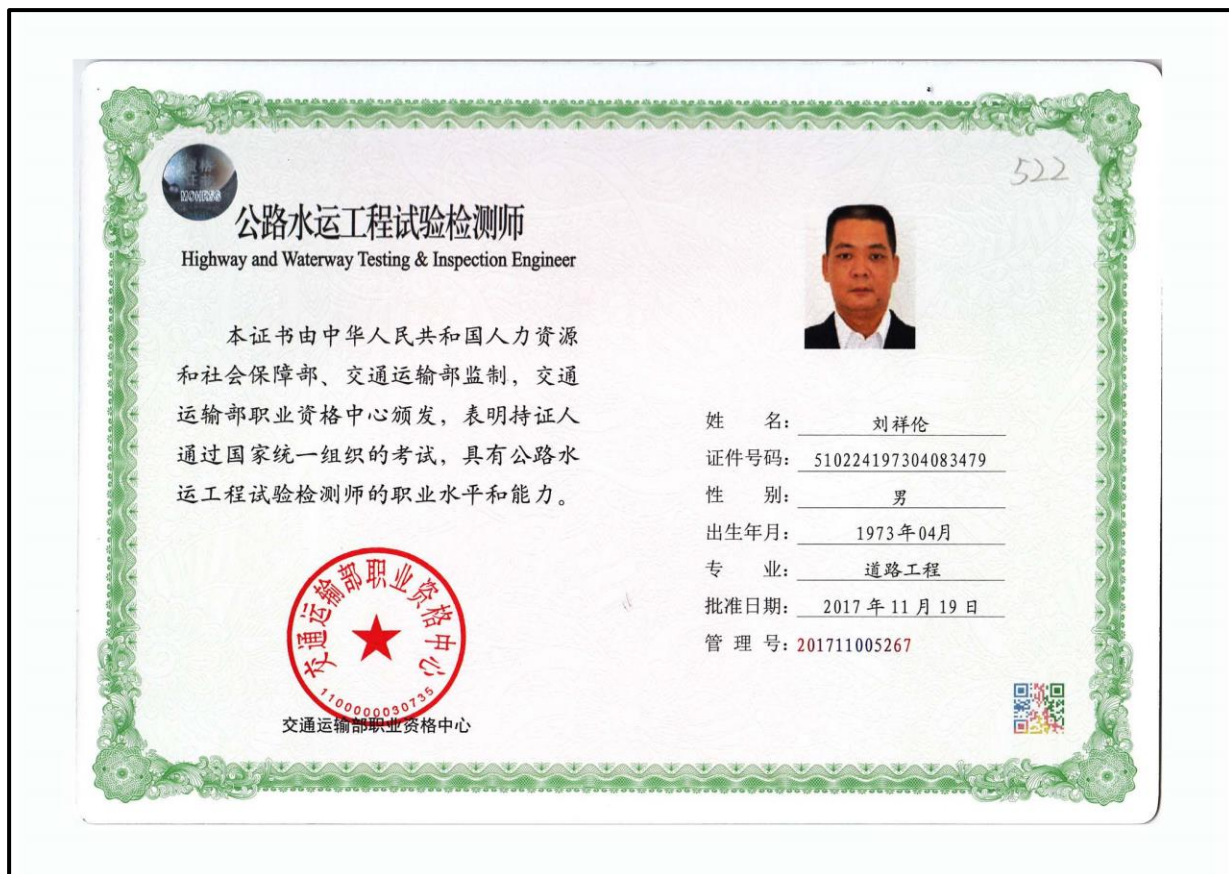 522
公路水运工程试验检测师
Highway and Waterway Testing & Inspection Engineer
本证书由中华人民共和国人力资源
和社会保障部、交通运输部监制，交通
运输部职业资格中心颁发，表明持证人
通过国家统一组织的考试，具有公路水
运工程试验检测师的职业水平和能力。
交通运输部职业资格中心
1100000030735
交通运输部职业资格中心
姓 名： 刘祥伦
证件号码： 510224197304083479
性 别： 男
出生年月： 1973年04月
专 业： 道路工程
批准日期： 2017年11月19日
管 理 号： 201711005267